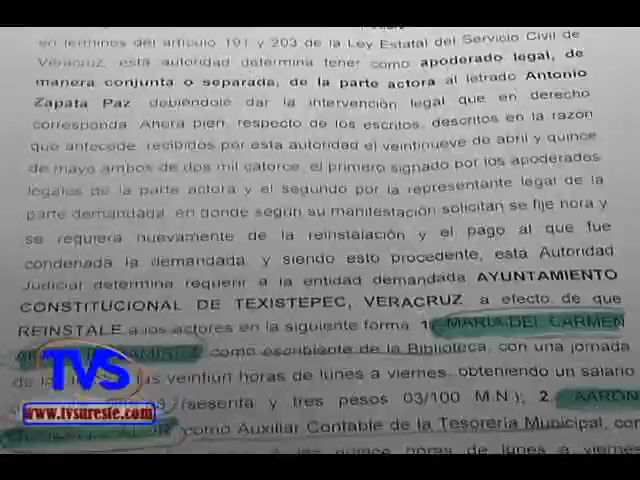 en términos del artículo 191 y 203 de la Ley Estatal del Servicio Civil de
Veracruz, esta autoridad determina tener como apoderado legal, de
manera conjunta o separada, de la parte actora al letrado Antonio
Zapata Paz debiéndole dar la intervención legal que en derecho
corresponda Ahora bien, respecto de los escritos, descritos en la razón
que antecede, recibidos por esta autoridad el veintinueve de abril y quince
de mayo ambos de dos mil catorce, el primero signado por los apoderados
legales de la parte actora y el segundo por la representante legal de la
parte demandada, en donde según su manifestación solicitan se fije hora y
se requiera nuevamente de la reinstalación y el pago al que fue
condenada la demandada, y siendo esto procedente, esta Autoridad
Judicial determina requerir a la entidad demandada AYUNTAMIENTO
CONSTITUCIONAL DE TEXISTEPEC, VERACRUZ a efecto de que
REINSTALE a los actores en la siguiente forma 1. MARIA DEL CARMEN
como escribiente de la Biblioteca, con una jornada
de las veintiún horas de lunes a viernes, obteniendo un salario
(sesenta y tres pesos 03/100 M.N.); 2. AARON
como Auxiliar Contable de la Tesorería Municipal, con
horas de lunes a viernes
TVS
www.tvsureste.com